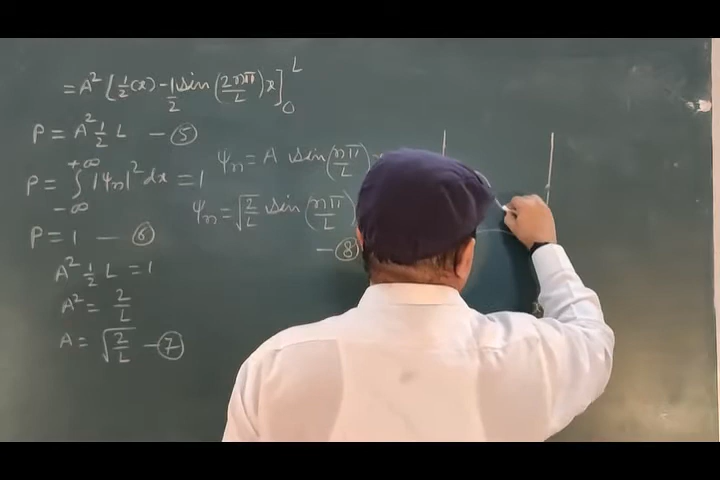 = A² [ ½(x) - ½ sin (2nπ/L) x ]₀ᴸ
P = A² ½ L — ⑤
P = ∫₋∞⁺∞ |ψn|² dx = 1
P = 1 — ⑥
A² ½ L = 1
A² = 2/L
A = √(2/L) — ⑦
ψn = A sin (nπ/L)
ψn = √(2/L) sin (nπ/L)
— ⑧